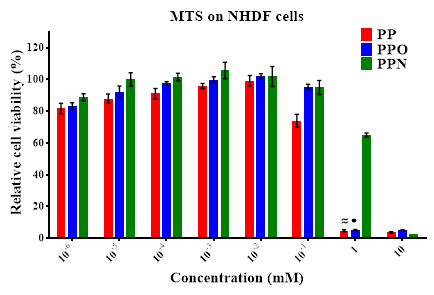 MTS on NHDF cells
PP
PPO
PPN
Relative cell viability (%)
120
100
80
60
40
20
0
≈ *
10⁻⁶ 10⁻⁵ 10⁻⁴ 10⁻³ 10⁻² 10⁻¹ 1 10
Concentration (mM)